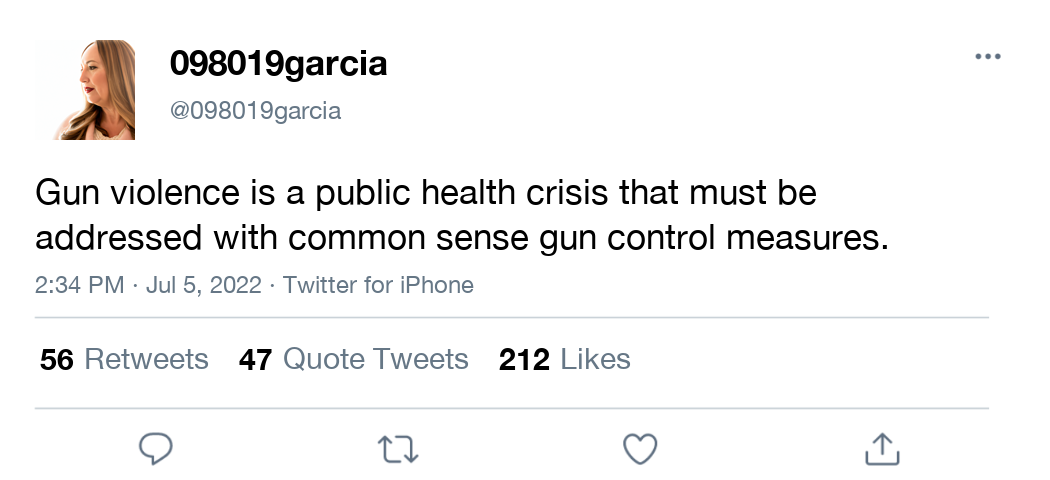 098019garcia
@098019garcia
Gun violence is a public health crisis that must be
addressed with common sense gun control measures.
2:34 PM · Jul 5, 2022 · Twitter for iPhone
56 Retweets 47 Quote Tweets 212 Likes